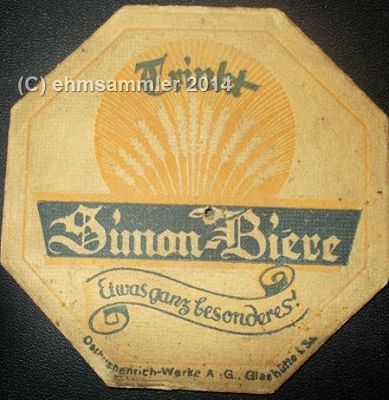 (C) ehmsammler 2014
Trinkt
Simon-Biere
Etwas ganz besonderes!
Werke A.-G., Glashütte i. Sa.